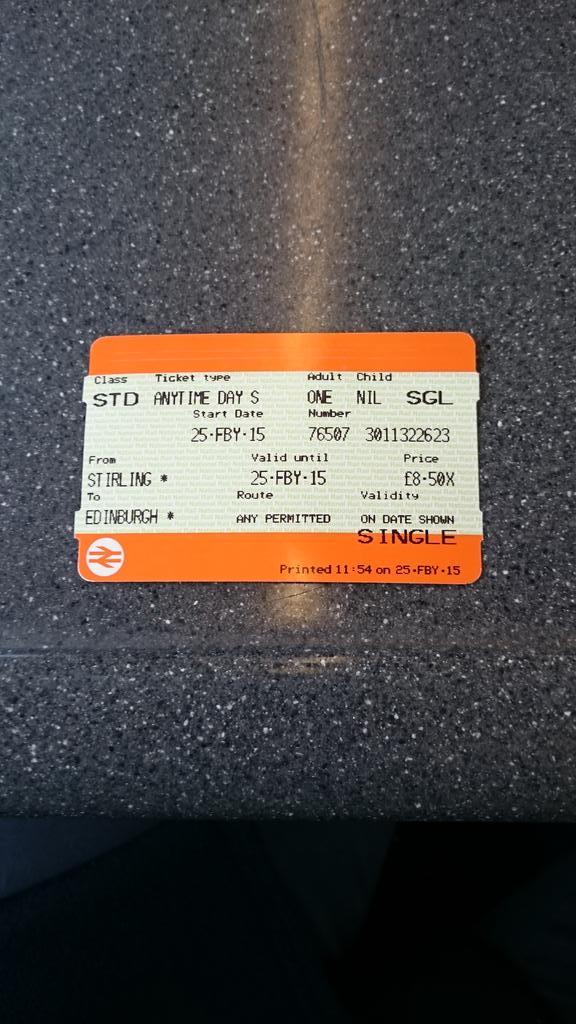 Class Ticket type Adult Child
STD ANYTIME DAY S ONE NIL SGL
Start Date Number
25·FBY·15 76507 3011322623
From Valid until Price
STIRLING * 25·FBY·15 £8·50X
To Route Validity
EDINBURGH * ANY PERMITTED ON DATE SHOWN
SINGLE
Printed 11:54 on 25·FBY·15